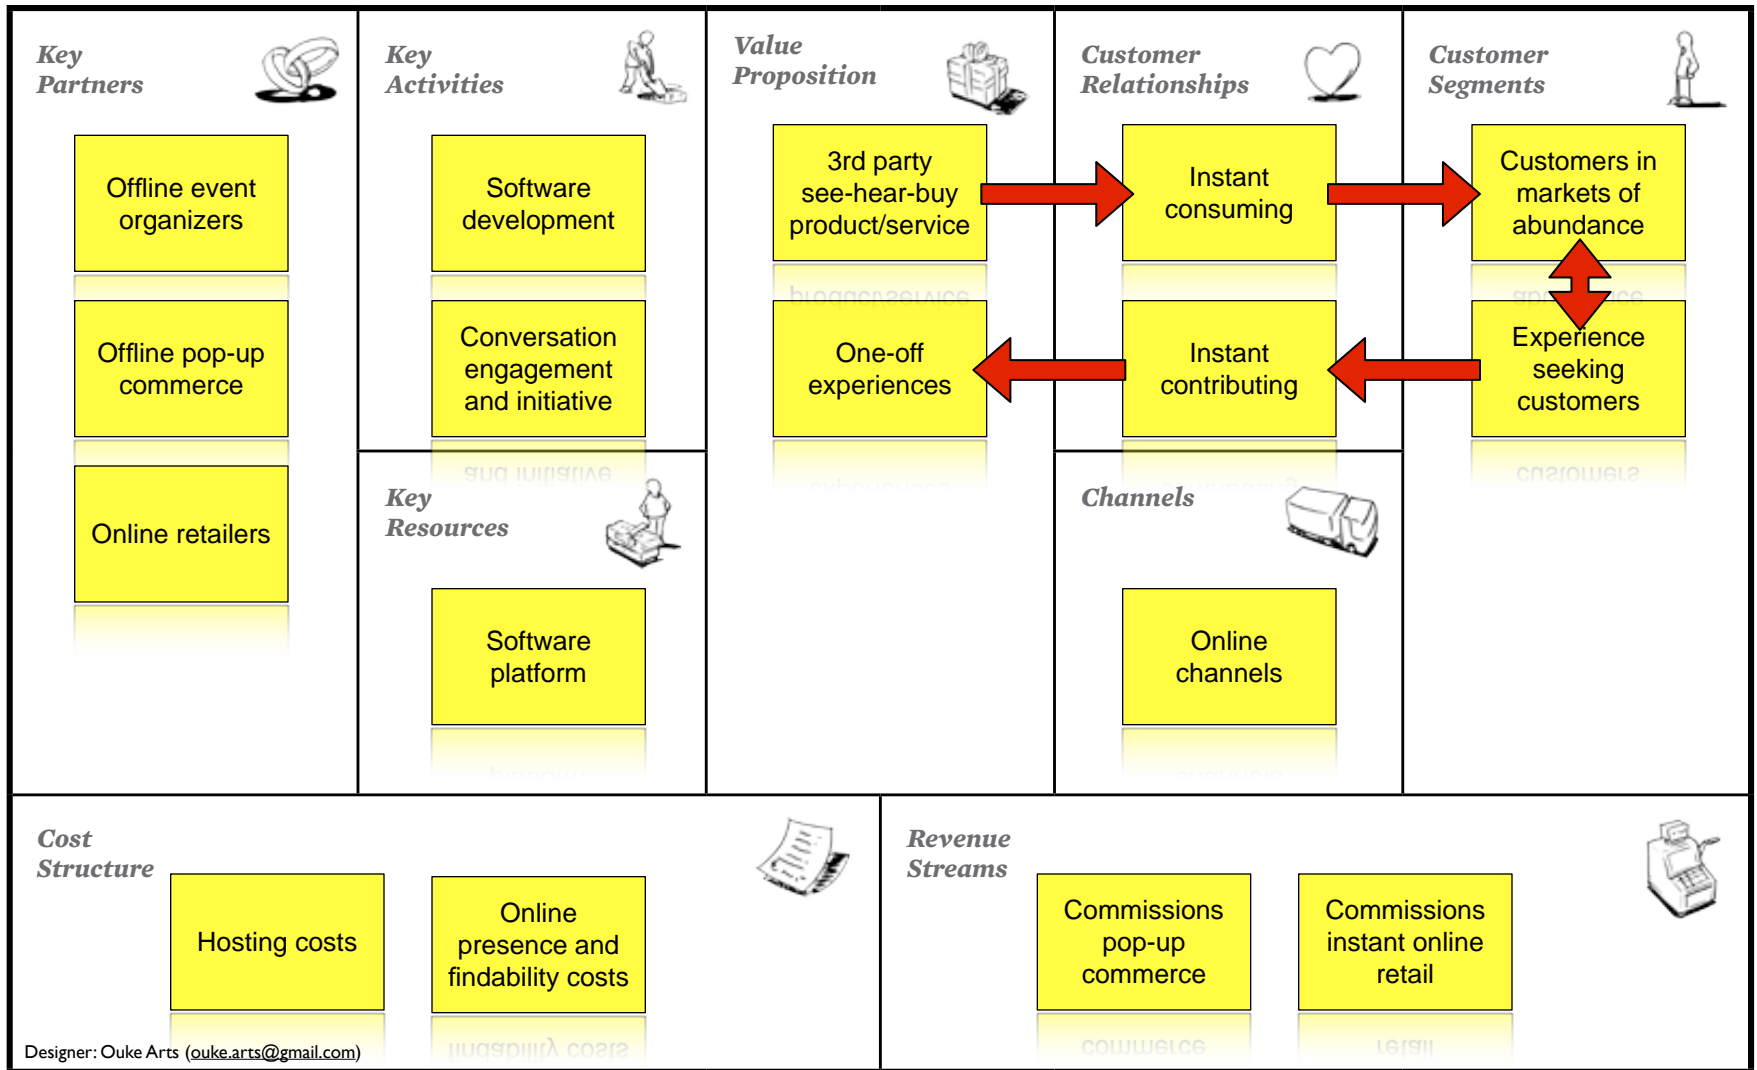 Key
Partners
Offline event
organizers
Offline pop-up
commerce
Online retailers
Key
Activities
Software
development
Conversation
engagement
and initiative
Key
Resources
Software
platform
Value
Proposition
3rd party
see-hear-buy
product/service
One-off
experiences
Customer
Relationships
Instant
consuming
Instant
contributing
Channels
Online
channels
Customer
Segments
Customers in
markets of
abundance
Experience
seeking
customers
Cost
Structure
Hosting costs
Online
presence and
findability costs
Revenue
Streams
Commissions
pop-up
commerce
Commissions
instant online
retail
Designer: Ouke Arts (ouke.arts@gmail.com)